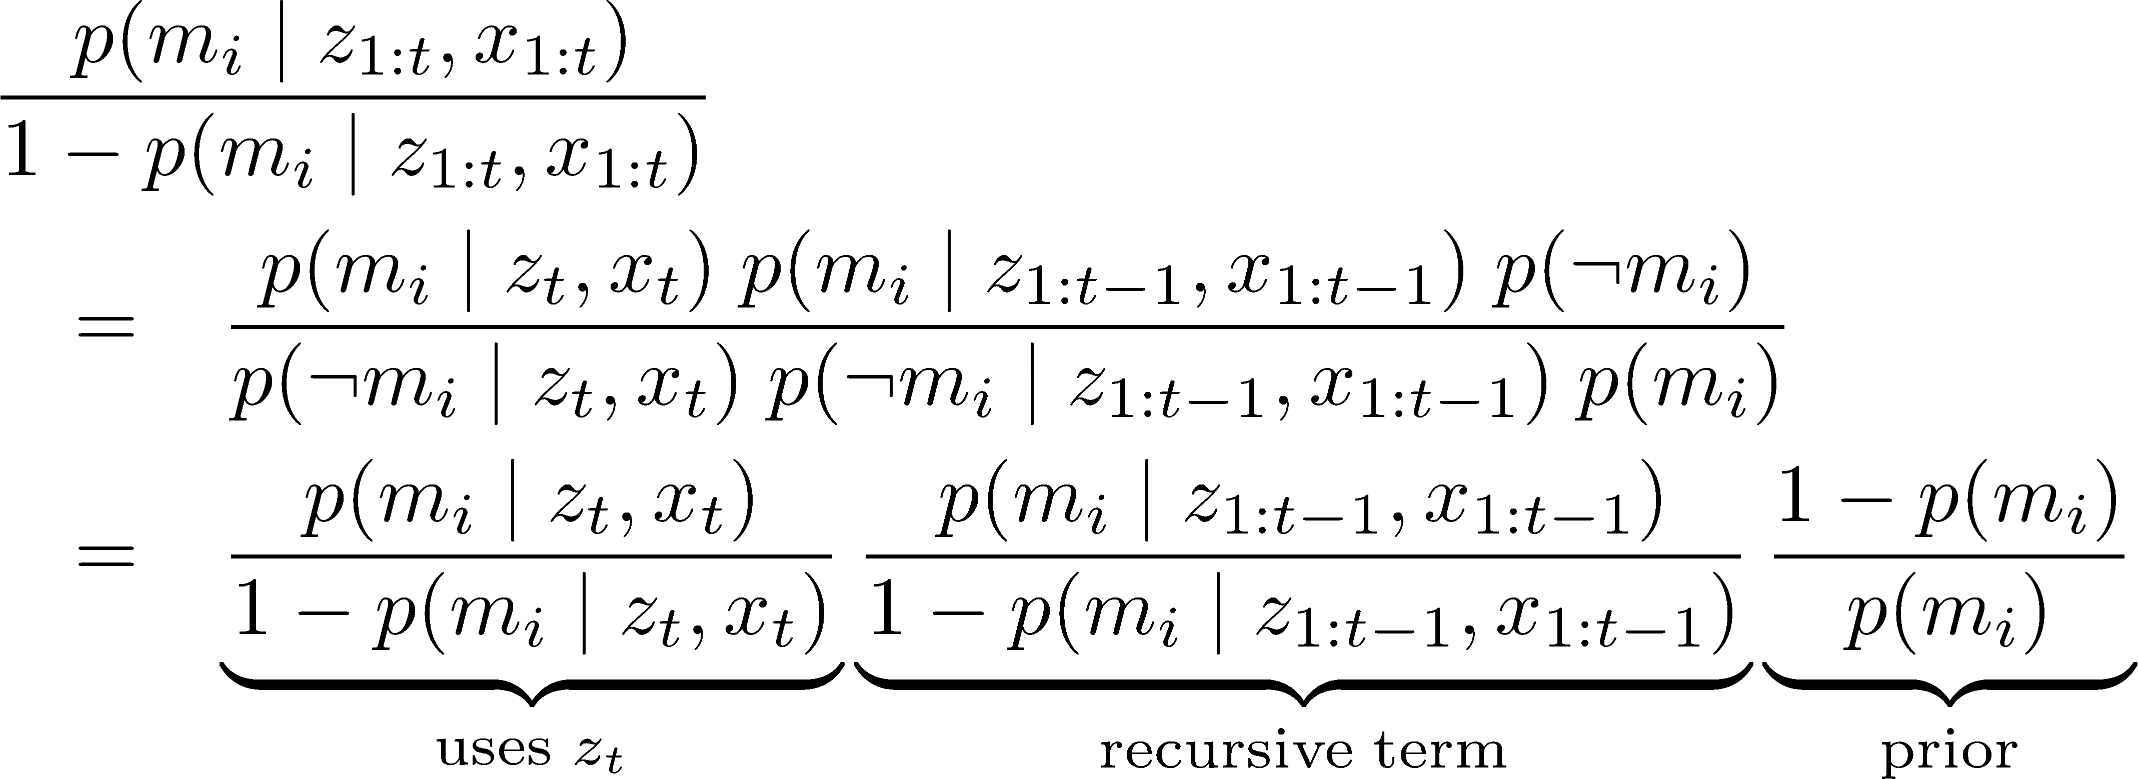 p(m_i | z_{1:t}, x_{1:t})
1 − p(m_i | z_{1:t}, x_{1:t})
= p(m_i | z_t, x_t) p(m_i | z_{1:t−1}, x_{1:t−1}) p(¬m_i)
p(¬m_i | z_t, x_t) p(¬m_i | z_{1:t−1}, x_{1:t−1}) p(m_i)
= p(m_i | z_t, x_t) p(m_i | z_{1:t−1}, x_{1:t−1}) 1 − p(m_i)
1 − p(m_i | z_t, x_t) 1 − p(m_i | z_{1:t−1}, x_{1:t−1}) p(m_i)
uses z_t recursive term prior